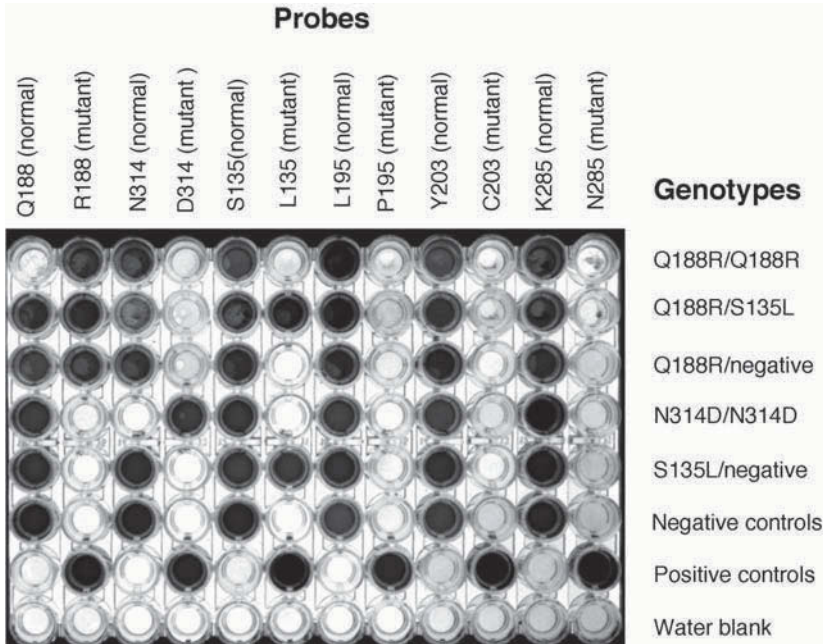 Probes
Q188 (normal)
R188 (mutant)
N314 (normal)
D314 (mutant )
S135(normal)
L135 (mutant)
L195 (normal)
P195 (mutant)
Y203 (normal)
C203 (mutant)
K285 (normal)
N285 (mutant)
Genotypes
Q188R/Q188R
Q188R/S135L
Q188R/negative
N314D/N314D
S135L/negative
Negative controls
Positive controls
Water blank